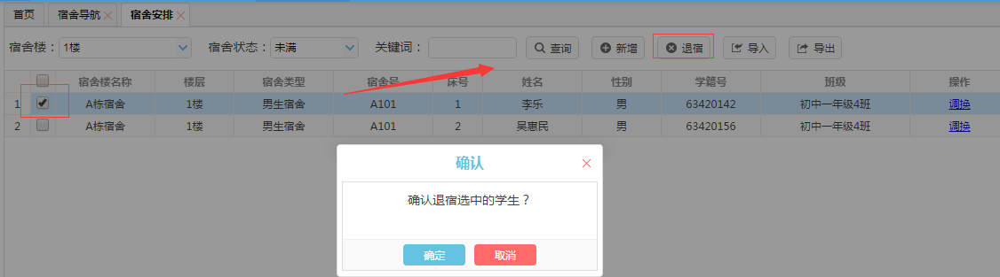 首页 宿舍导航 宿舍安排
宿舍楼： 1楼 宿舍状态： 未满 关键词： 查询 新增 退宿 导入 导出
宿舍楼名称 楼层 宿舍类型 宿舍号 床号 姓名 性别 学籍号 班级 操作
1 A栋宿舍 1楼 男生宿舍 A101 1 李乐 男 63420142 初中一年级4班 调换
2 A栋宿舍 1楼 男生宿舍 A101 2 吴惠民 男 63420156 初中一年级4班 调换
确认
确认退宿选中的学生？
确定 取消